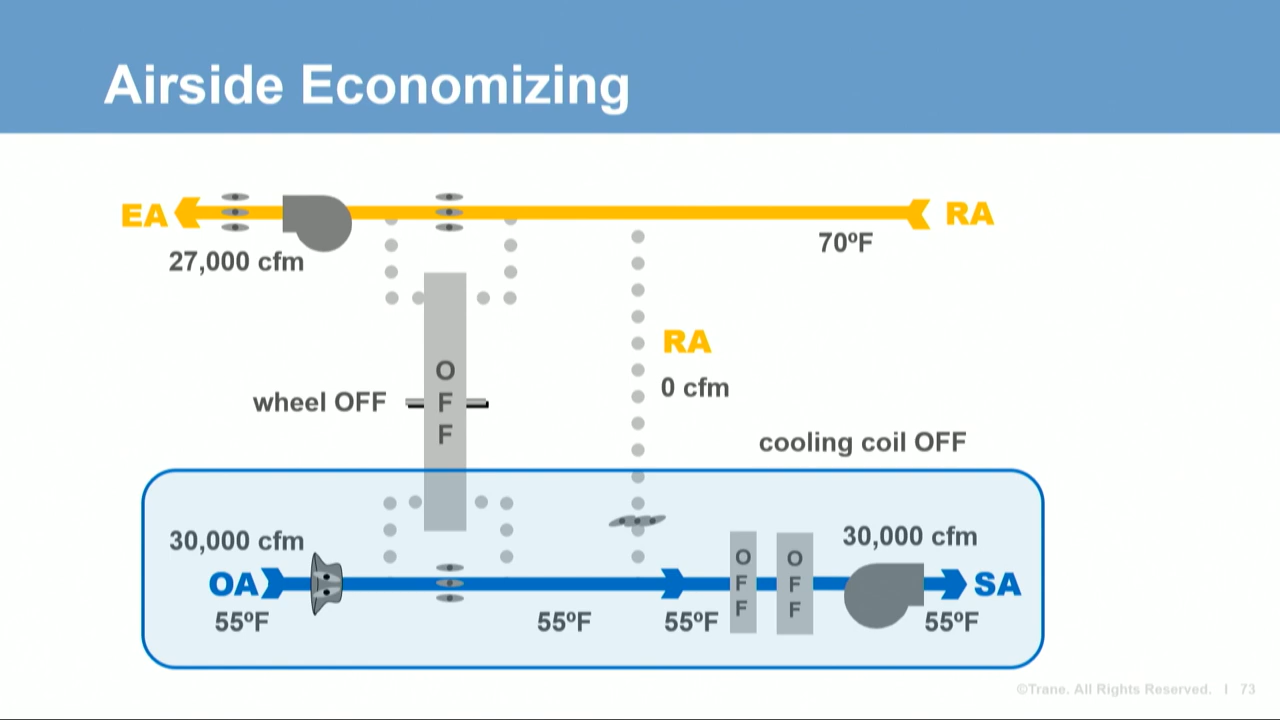 Airside Economizing
EA
RA
70ºF
27,000 cfm
RA
0 cfm
O
F
F
wheel OFF
cooling coil OFF
30,000 cfm
30,000 cfm
OA
O
F
F
O
F
F
SA
55ºF
55ºF
55ºF
55ºF
©Trane. All Rights Reserved. I 73